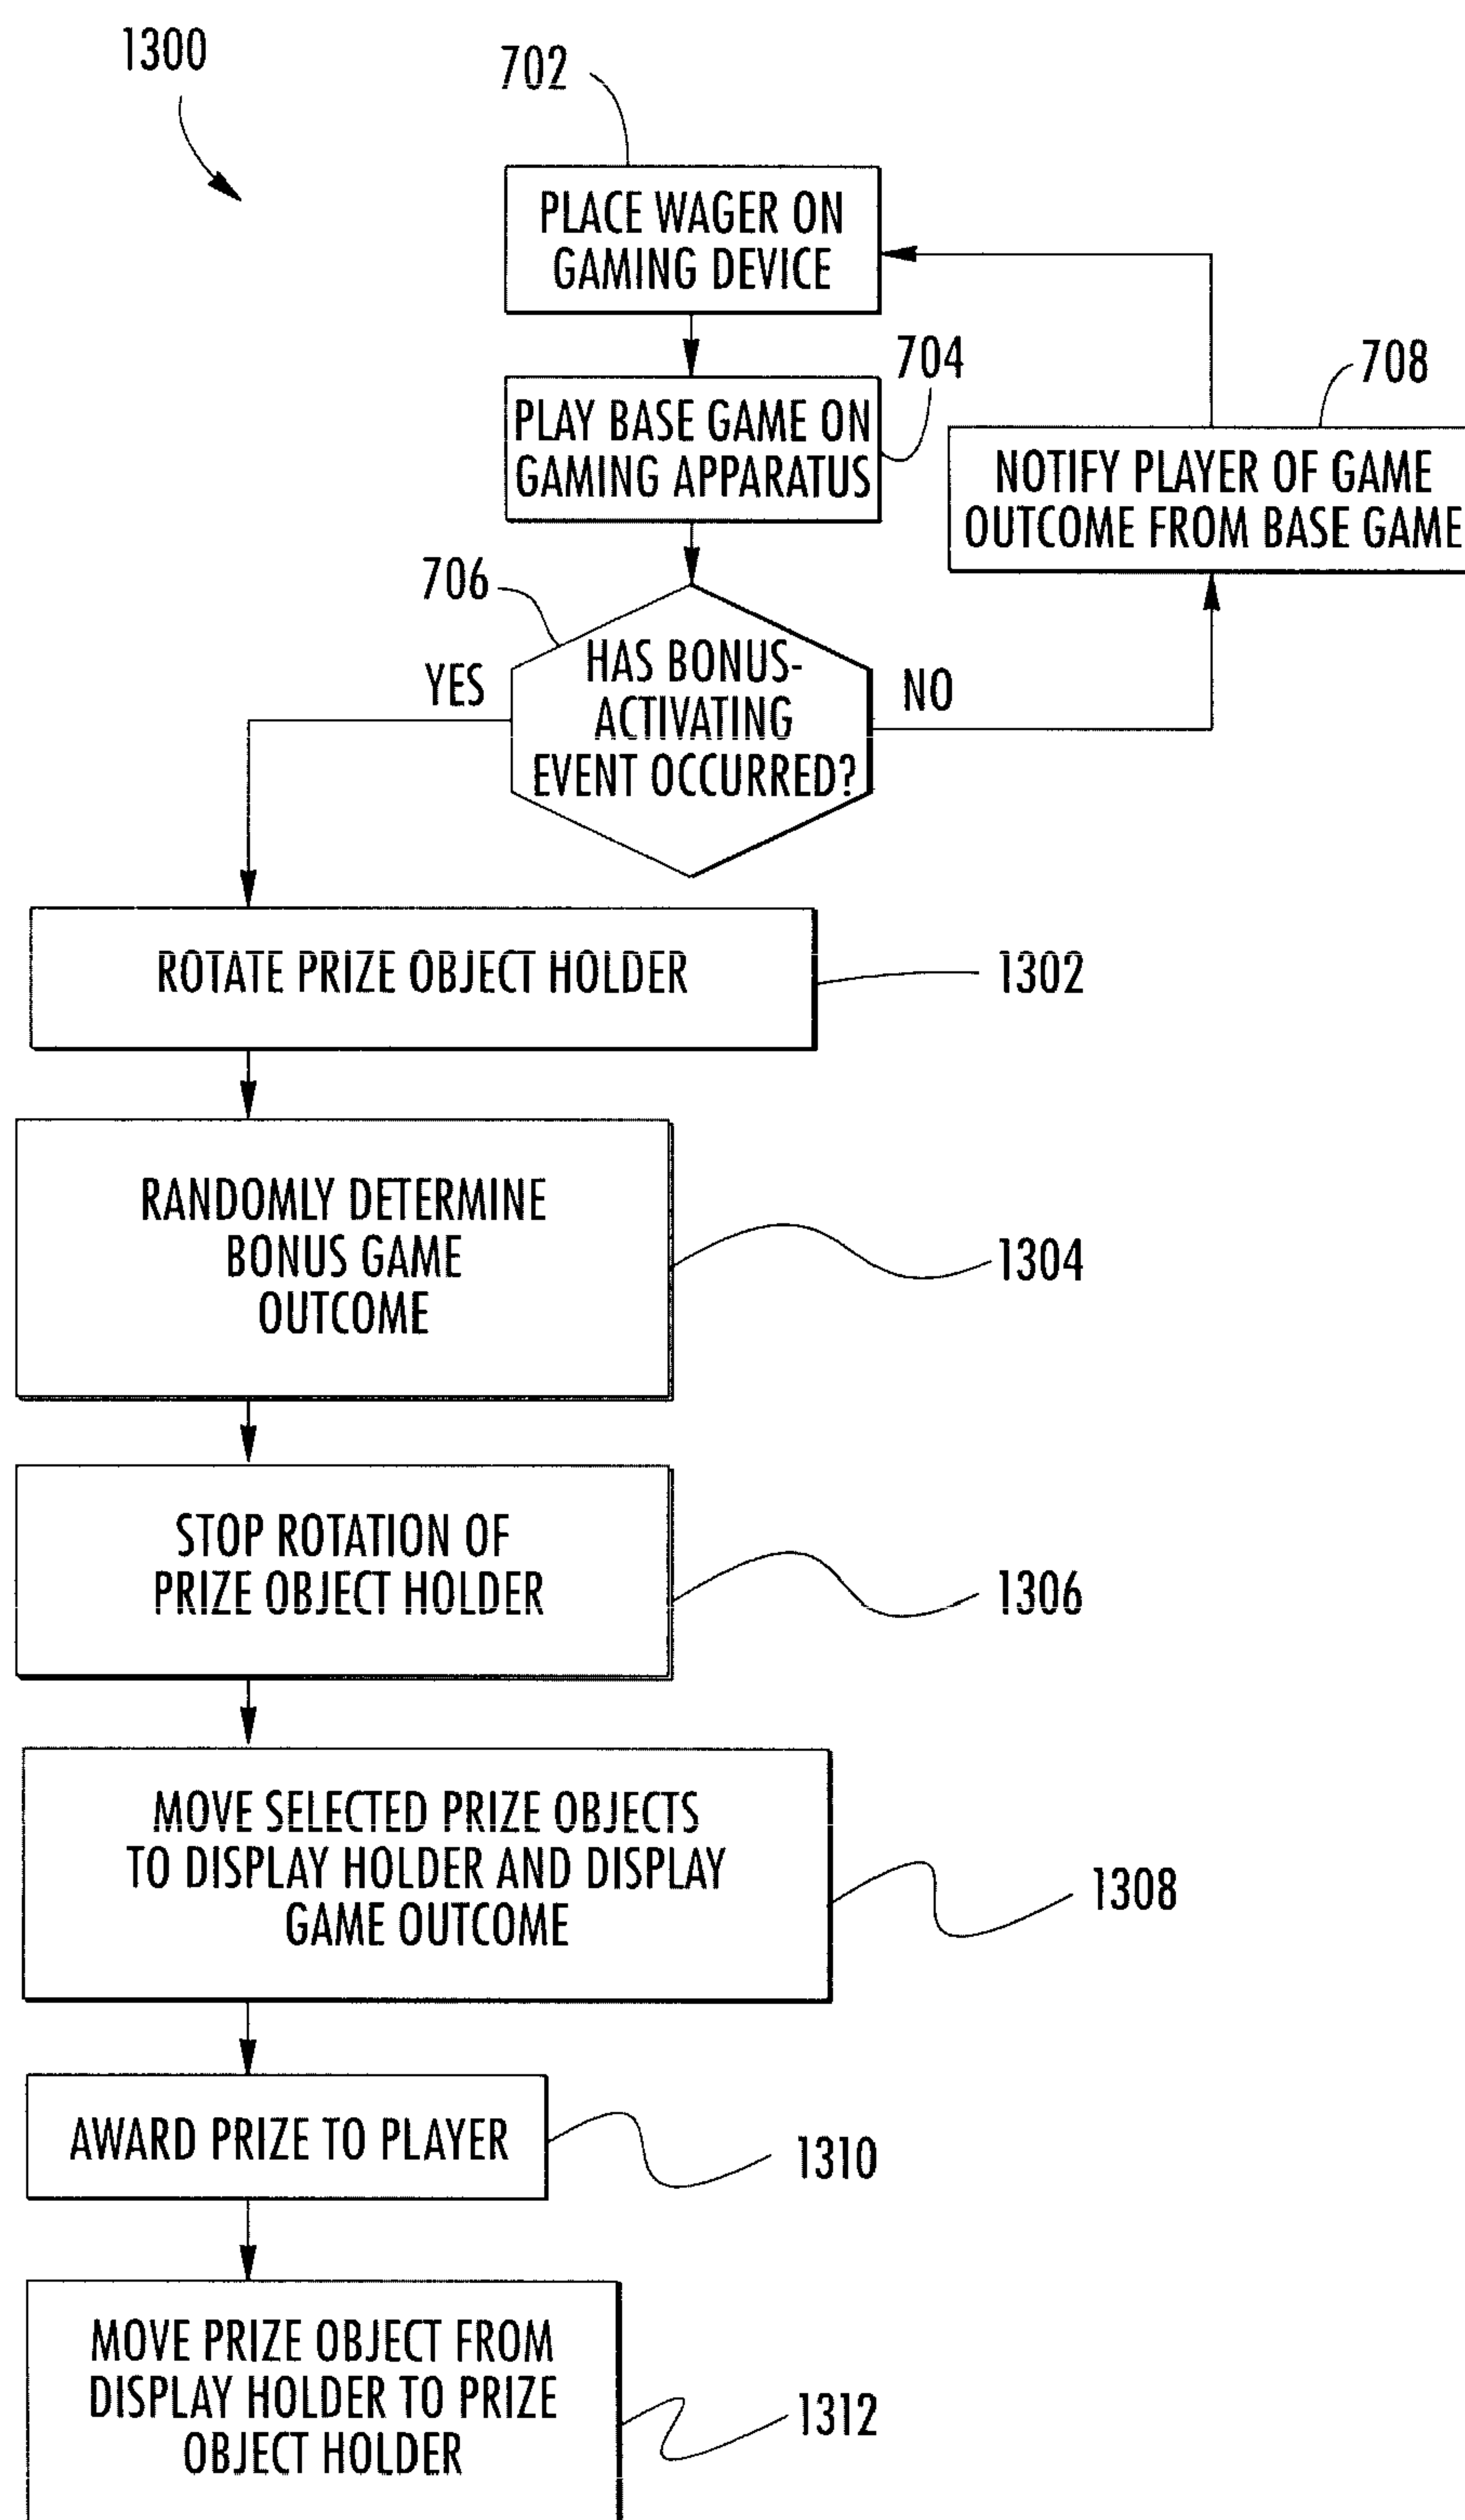 1300
702
PLACE WAGER ON
GAMING DEVICE
704
PLAY BASE GAME ON
GAMING APPARATUS
708
NOTIFY PLAYER OF GAME
OUTCOME FROM BASE GAME
706
HAS BONUS-
ACTIVATING
EVENT OCCURRED?
YES
NO
ROTATE PRIZE OBJECT HOLDER
1302
RANDOMLY DETERMINE
BONUS GAME
OUTCOME
1304
STOP ROTATION OF
PRIZE OBJECT HOLDER
1306
MOVE SELECTED PRIZE OBJECTS
TO DISPLAY HOLDER AND DISPLAY
GAME OUTCOME
1308
AWARD PRIZE TO PLAYER
1310
MOVE PRIZE OBJECT FROM
DISPLAY HOLDER TO PRIZE
OBJECT HOLDER
1312